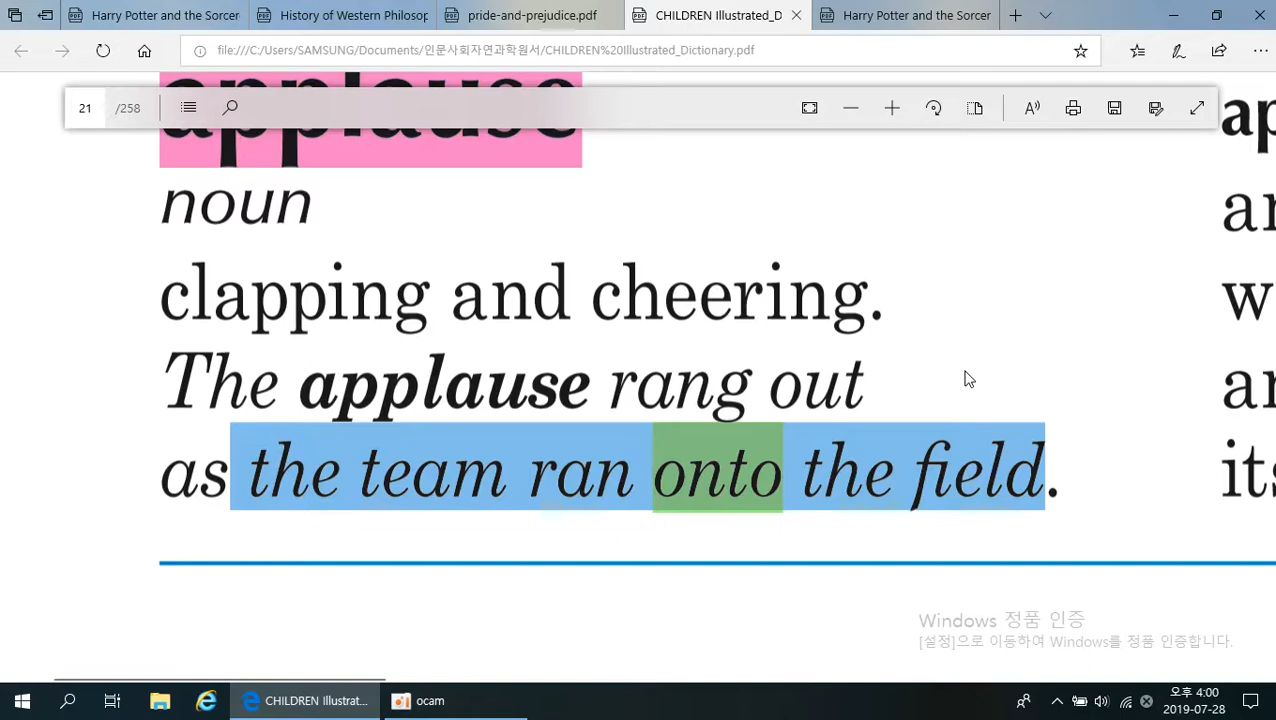 Harry Potter and the Sorcer
History of Western Philosop
pride-and-prejudice.pdf
CHILDREN Illustrated_D
Harry Potter and the Sorcer
file:///C:/Users/SAMSUNG/Documents/인문사회자연과학원서/CHILDREN%20Illustrated_Dictionary.pdf
21 /258
applause
noun
clapping and cheering.
The applause rang out
as the team ran onto the field.
ap
its
Windows 정품 인증
[설정]으로 이동하여 Windows를 정품 인증합니다.
CHILDREN Illustrat...
ocam
오후 4:00
2019-07-28